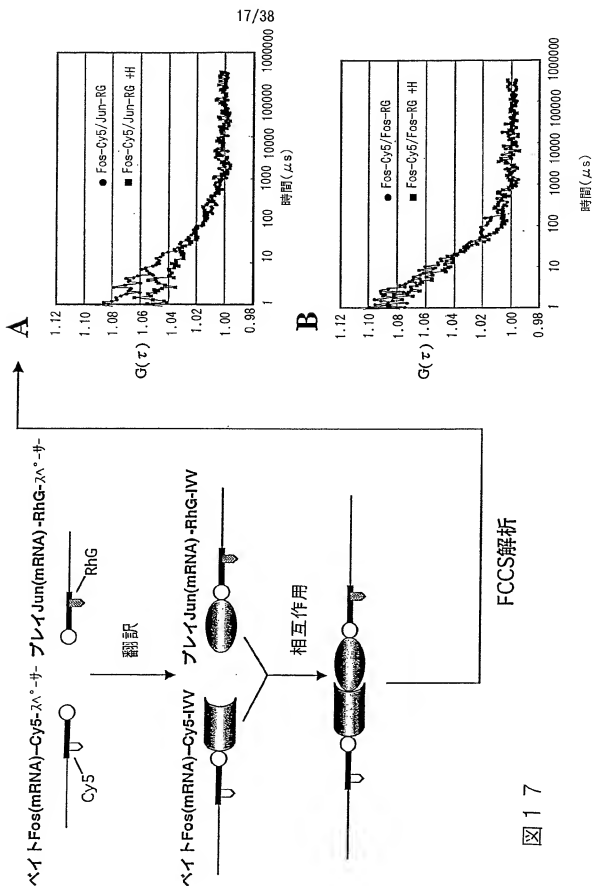 17/38
ベイトFos(mRNA)–Cy5-スペーサー
プレイJun(mRNA)-RhG-スペーサー
Cy5
RhG
翻訳
ベイトFos(mRNA)–Cy5-IVV
プレイJun(mRNA)-RhG-IVV
相互作用
FCCS解析
A
G(τ)
1.12
1.10
1.08
1.06
1.04
1.02
1.00
0.98
● Fos-Cy5/Jun-RG
■ Fos-Cy5/Jun-RG +H
1
10
100
1000
10000
100000
1000000
時間(μs)
B
G(τ)
1.12
1.10
1.08
1.06
1.04
1.02
1.00
0.98
● Fos-Cy5/Fos-RG
■ Fos-Cy5/Fos-RG +H
1
10
100
1000
10000
100000
1000000
時間(μs)
図17